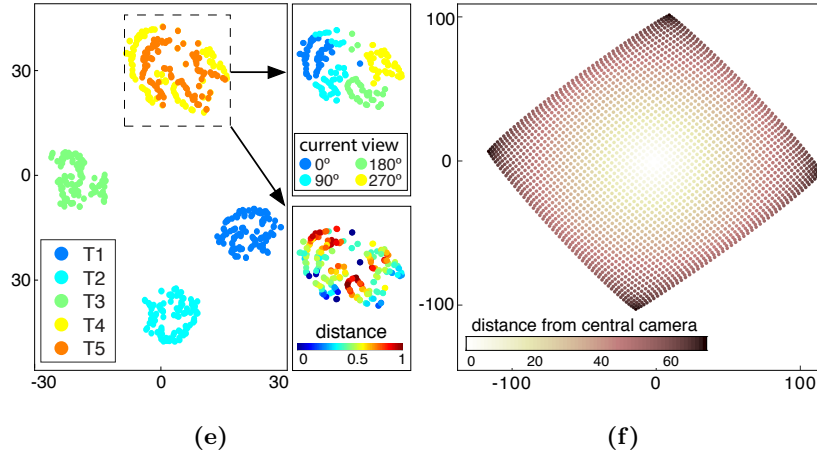 30
0
30
-30
0
30
T1
T2
T3
T4
T5
current view
0º
180º
90º
270º
distance
0
0.5
1
(e)
100
0
-100
distance from central camera
0
20
40
60
-100
0
100
(f)